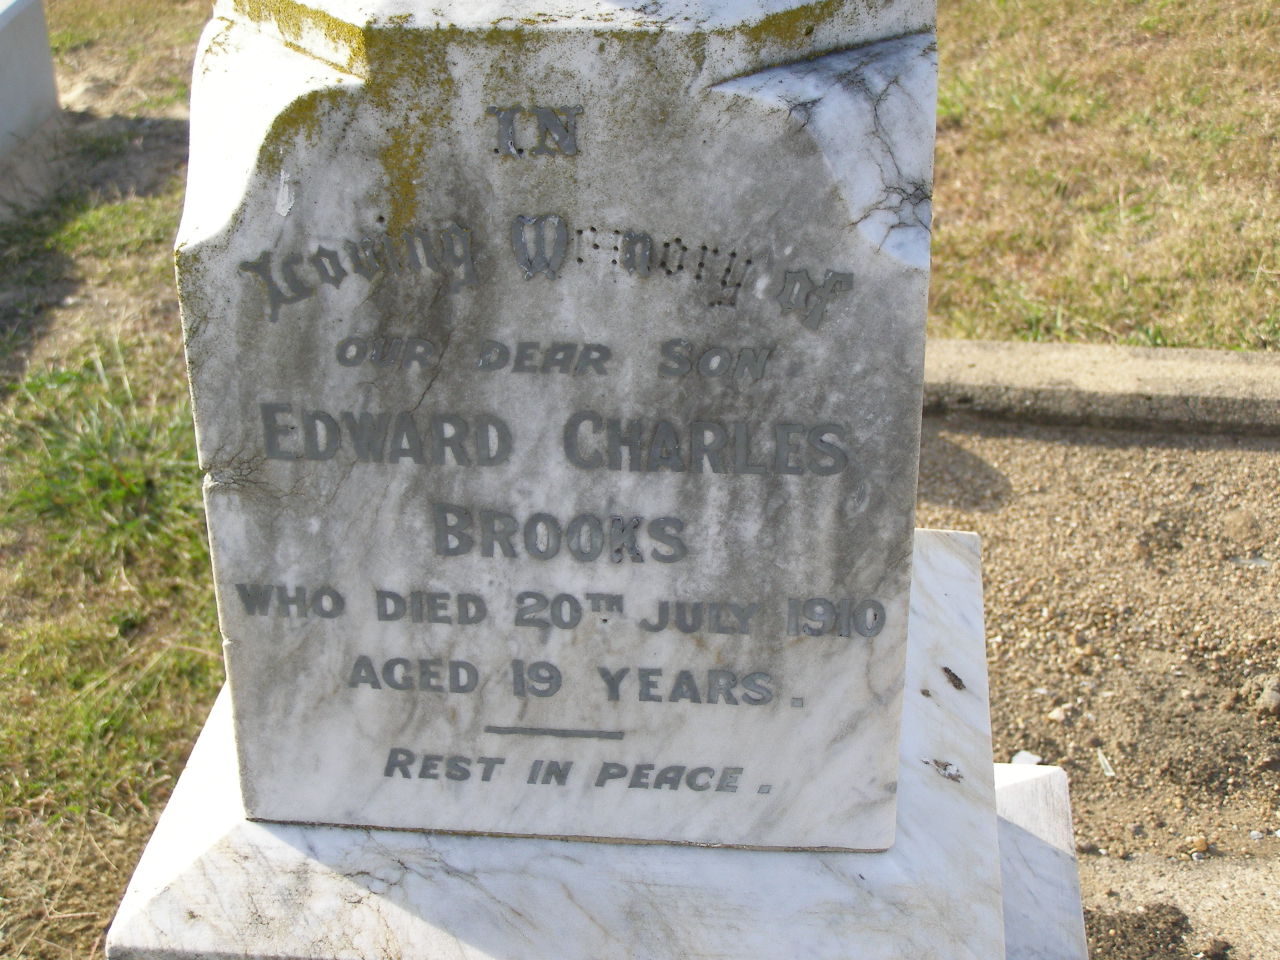 IN
Loving Memory of
OUR DEAR SON
EDWARD CHARLES
BROOKS
WHO DIED 20TH JULY 1910
AGED 19 YEARS.
REST IN PEACE.